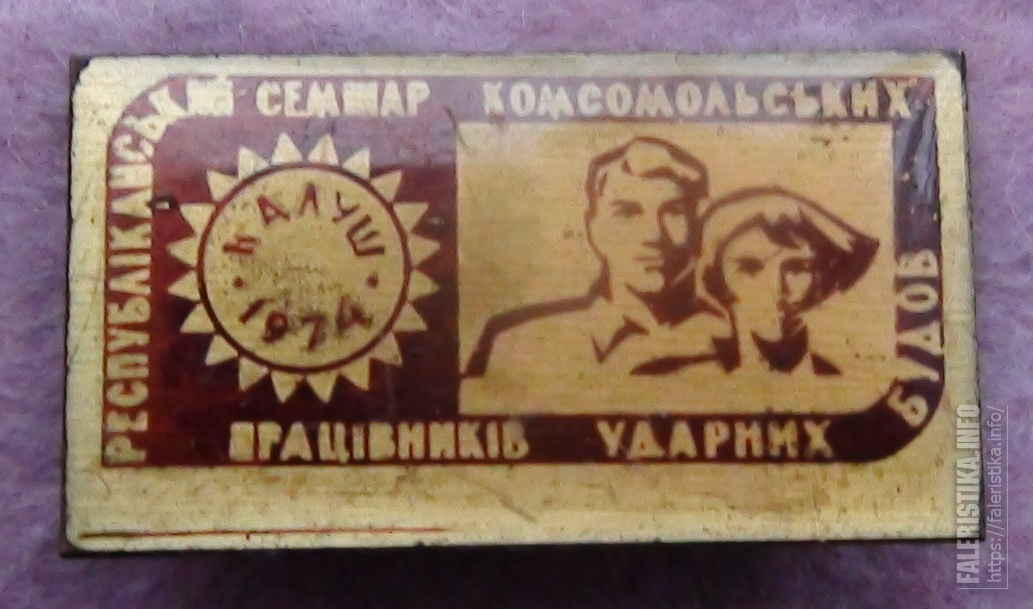 РЕСПУБЛІКАНСЬКИЙ СЕМІНАР КОМСОМОЛЬСЬКИХ
ПРАЦІВНИКІВ УДАРНИХ БУДОВ
КАЛУШ
1974
FALERISTIKA.INFO
https://faleristika.info/